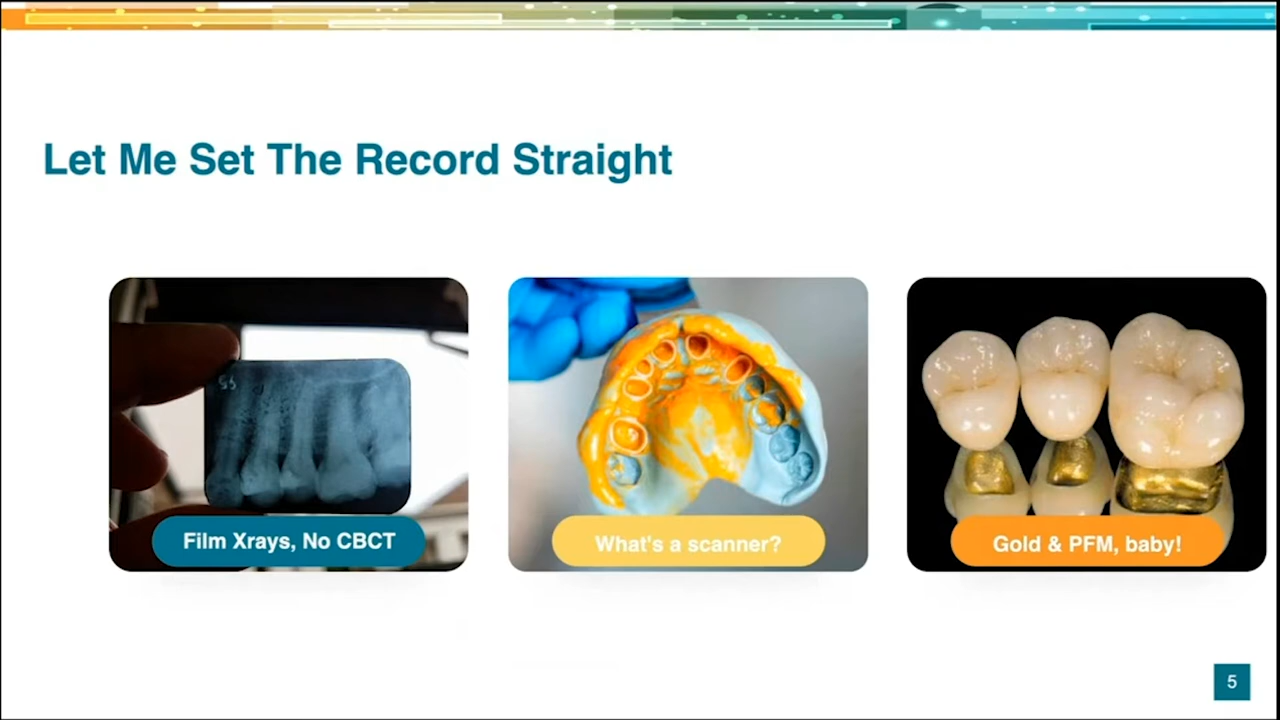 Let Me Set The Record Straight
Film Xrays, No CBCT
What's a scanner?
Gold & PFM, baby!
5